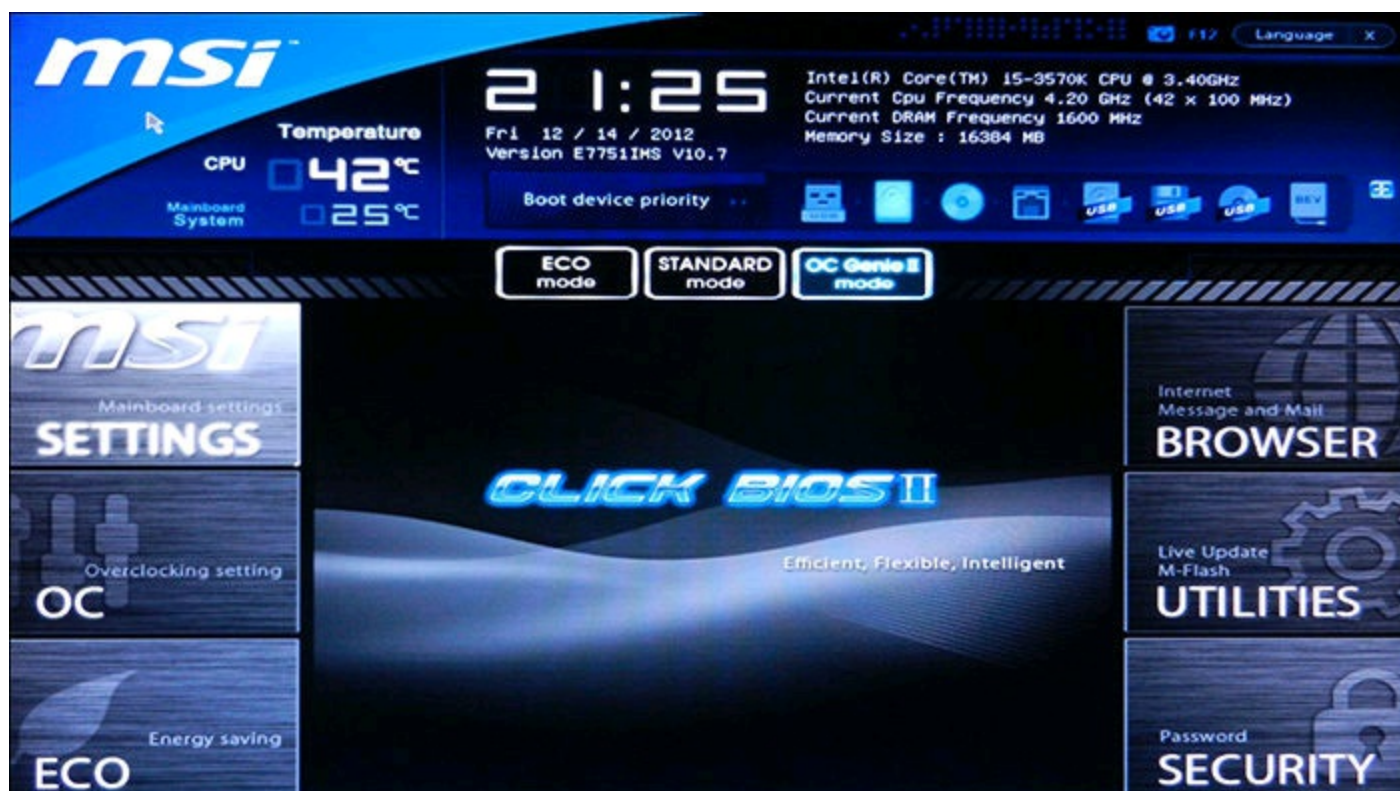 msi
F12 Language X
21:25
Fri 12 / 14 / 2012
Version E7751IMS V10.7
Intel(R) Core(TM) i5-3570K CPU @ 3.40GHz
Current Cpu Frequency 4.20 GHz (42 x 100 MHz)
Current DRAM Frequency 1600 MHz
Memory Size : 16384 MB
Temperature
CPU 42°C
Mainboard
System 25°C
Boot device priority
USB USB USB USB
ECO
mode
STANDARD
mode
OC Genie II
mode
msi
Mainboard settings
SETTINGS
Overclocking setting
OC
Energy saving
ECO
CLICK BIOS II
Efficient, Flexible, Intelligent
Internet
Message and Mail
BROWSER
Live Update
M-Flash
UTILITIES
Password
SECURITY